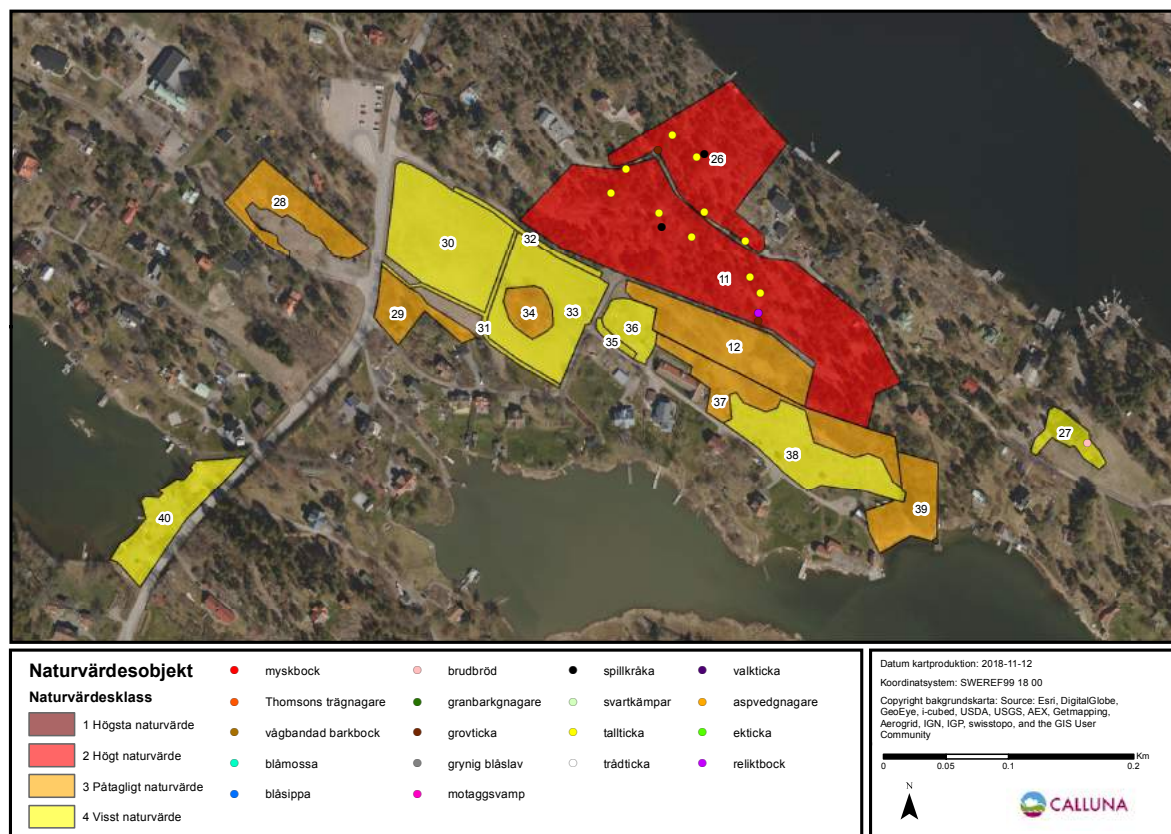 26
28
30
32
11
29
31
34
33
36
35
12
37
27
38
39
40
Naturvärdesobjekt
Naturvärdesklass
1 Högsta naturvärde
2 Högt naturvärde
3 Påtagligt naturvärde
4 Visst naturvärde
myskbock
Thomsons trägnagare
vågbandad barkbock
blåmossa
blåsippa
brudbröd
granbarkgnagare
grovticka
grynig blåslav
motaggsvamp
spillkråka
svartkämpar
tallticka
trådticka
valkticka
aspvedgnagare
ekticka
reliktbock
Datum kartproduktion: 2018-11-12
Koordinatsystem: SWEREF99 18 00
Copyright bakgrundskarta: Source: Esri, DigitalGlobe,
GeoEye, i-cubed, USDA, USGS, AEX, Getmapping,
Aerogrid, IGN, IGP, swisstopo, and the GIS User
Community
Km
0 0.05 0.1 0.2
N
CALLUNA